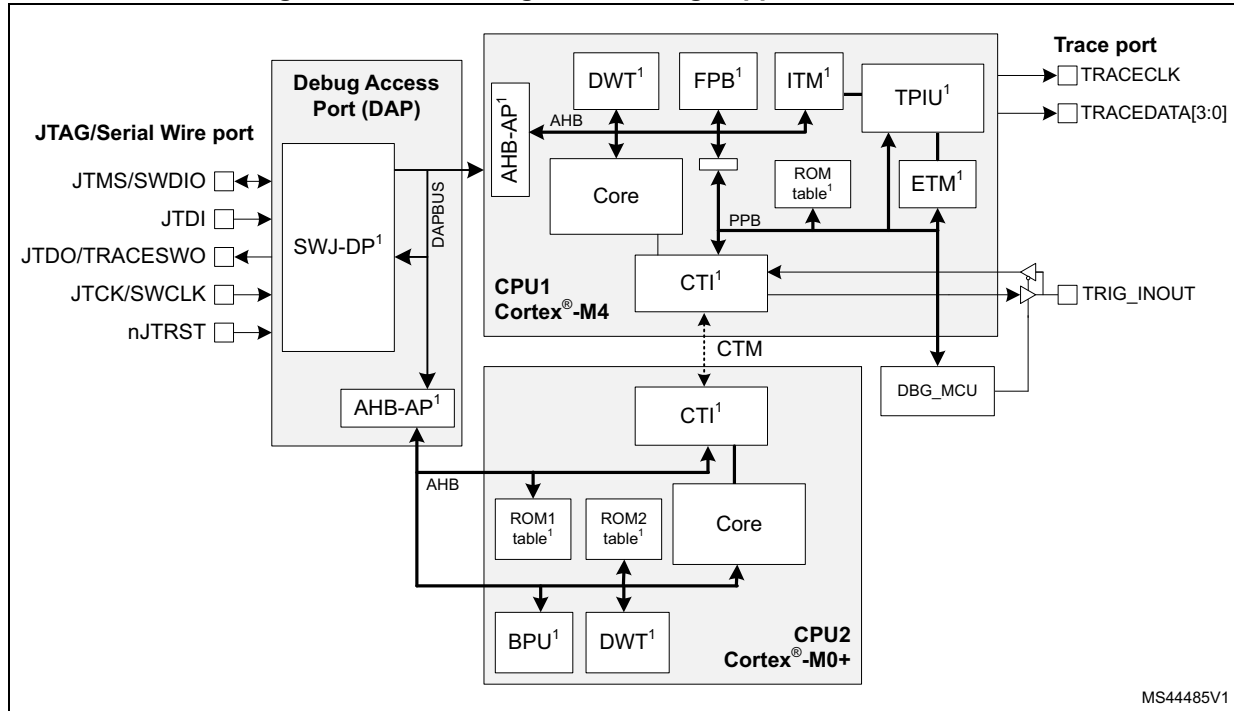 Debug Access
Port (DAP)
JTAG/Serial Wire port
JTMS/SWDIO
JTDI
JTDO/TRACESWO
JTCK/SWCLK
nJTRST
SWJ-DP¹
DAPBUS
AHB-AP¹
AHB-AP¹
AHB
DWT¹
FPB¹
ITM¹
TPIU¹
Core
ROM
table¹
ETM¹
PPB
CTI¹
CPU1
Cortex®-M4
Trace port
TRACECLK
TRACEDATA[3:0]
TRIG_INOUT
DBG_MCU
CTM
CTI¹
AHB
ROM1
table¹
ROM2
table¹
Core
BPU¹
DWT¹
CPU2
Cortex®-M0+
MS44485V1